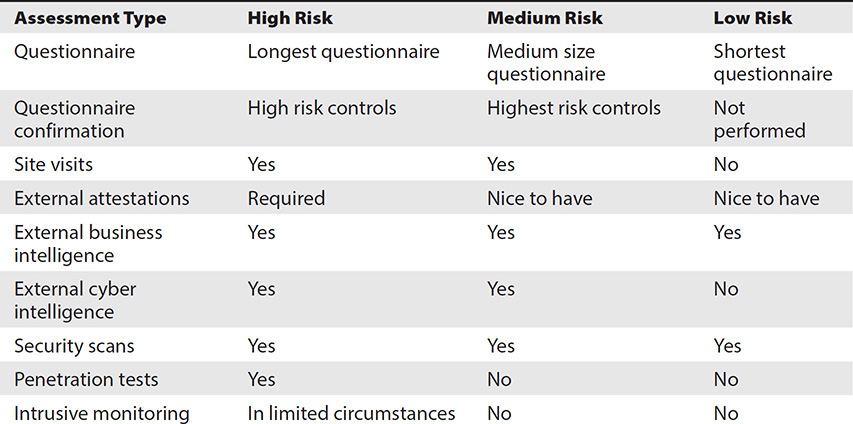 Assessment Type High Risk Medium Risk Low Risk
Questionnaire Longest questionnaire Medium size questionnaire Shortest questionnaire
Questionnaire confirmation High risk controls Highest risk controls Not performed
Site visits Yes Yes No
External attestations Required Nice to have Nice to have
External business intelligence Yes Yes Yes
External cyber intelligence Yes Yes No
Security scans Yes Yes Yes
Penetration tests Yes No No
Intrusive monitoring In limited circumstances No No